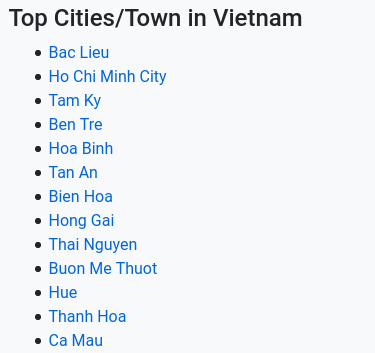 Top Cities/Town in Vietnam
Bac Lieu
Ho Chi Minh City
Tam Ky
Ben Tre
Hoa Binh
Tan An
Bien Hoa
Hong Gai
Thai Nguyen
Buon Me Thuot
Hue
Thanh Hoa
Ca Mau